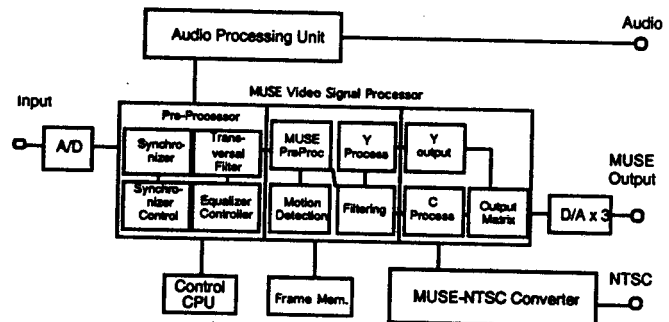 Audio Processing Unit
Audio
Input
MUSE Video Signal Processor
Pre-Processor
A/D
Synchro-
nizer
Trans-
versal
Filter
MUSE
PreProc
Y
Process
Y
output
MUSE
Output
Synchro-
nizer
Control
Equalizer
Controller
Motion
Detection
Filtering
C
Process
Output
Matrix
D/A x 3
Control
CPU
Frame Mem.
MUSE-NTSC Converter
NTSC